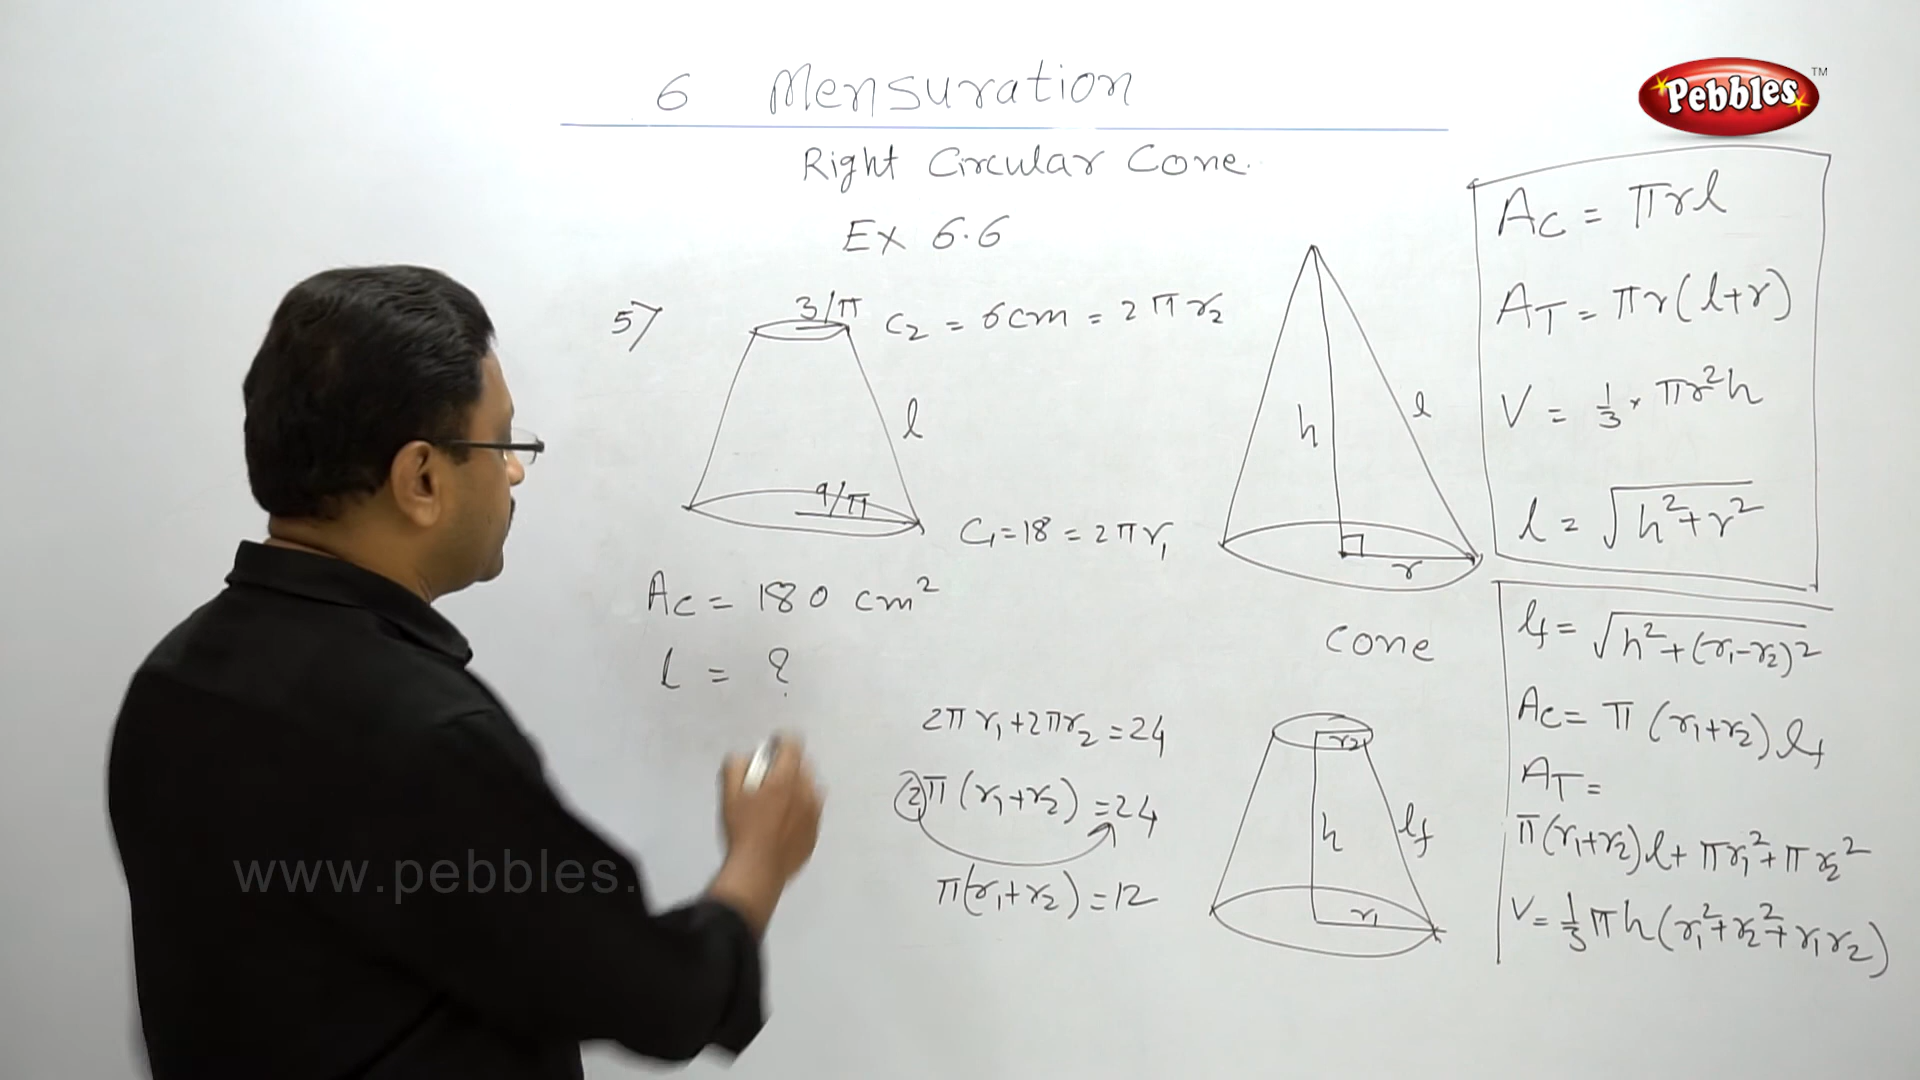 6 Mensuration
Pebbles™
Right Circular Cone.
Ex 6.6
5)
3/π
C₂ = 6cm = 2πr₂
l
9/π
C₁ = 18 = 2πr₁
Ac = 180 cm²
l = ?
2πr₁+2πr₂ = 24
2π(r₁+r₂) = 24
π(r₁+r₂) = 12
h
l
r
Cone
r₂
h
lf
r₁
Ac = πrl
AT = πr(l+r)
V = 1/3 × πr²h
l = √h²+r²
lf = √h²+(r₁-r₂)²
Ac = π(r₁+r₂)lf
AT =
π(r₁+r₂)l+πr₁²+πr₂²
V = 1/3 πh(r₁²+r₂²+r₁r₂)
www.pebbles.